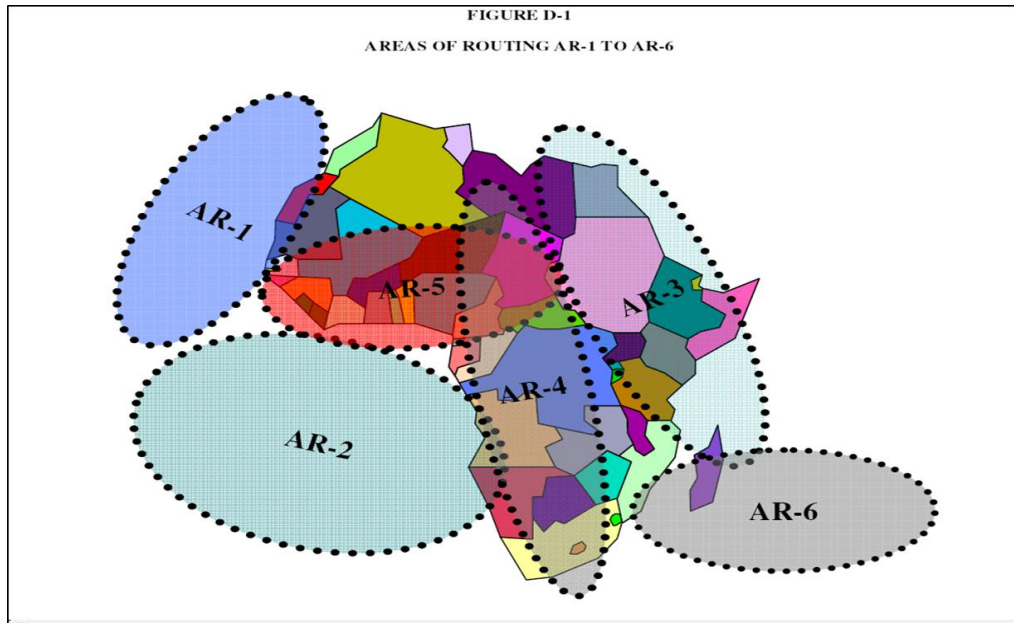 FIGURE D-1
AREAS OF ROUTING AR-1 TO AR-6
AR-1
AR-5
AR-3
AR-4
AR-2
AR-6